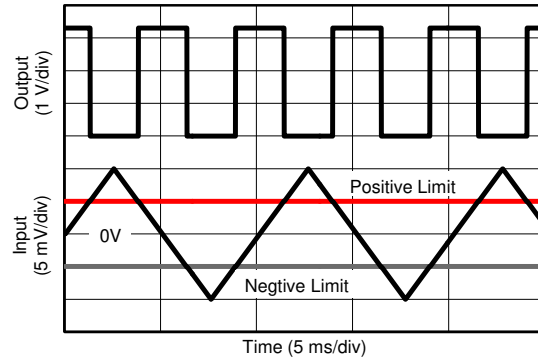 Output
(1 V/div)
Positive Limit
Input
(5 mV/div)
0V
Negtive Limit
Time (5 ms/div)